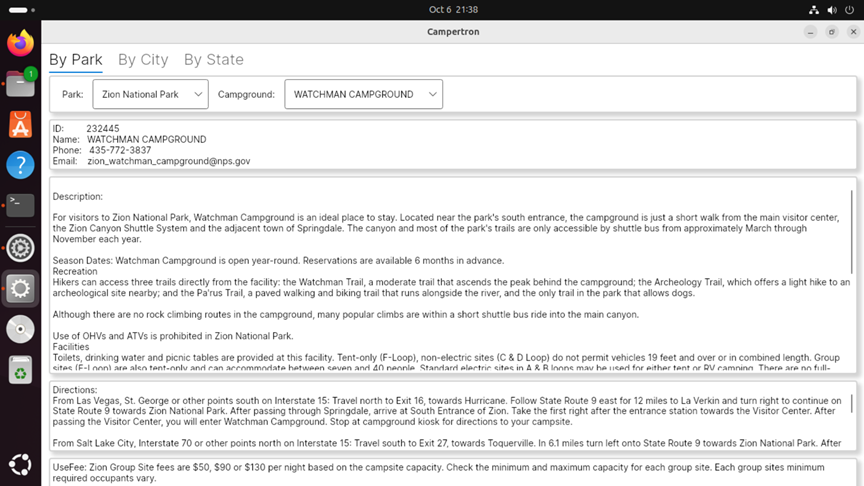 Oct 6 21:38
Campertron
1
By Park By City By State
Park: Zion National Park Campground: WATCHMAN CAMPGROUND
ID: 232445
Name: WATCHMAN CAMPGROUND
Phone: 435-772-3837
Email: zion_watchman_campground@nps.gov
Description:
For visitors to Zion National Park, Watchman Campground is an ideal place to stay. Located near the park's south entrance, the campground is just a short walk from the main visitor center,
the Zion Canyon Shuttle System and the adjacent town of Springdale. The canyon and most of the park's trails are only accessible by shuttle bus from approximately March through
November each year.
Season Dates: Watchman Campground is open year-round. Reservations are available 6 months in advance.
Recreation
Hikers can access three trails directly from the facility: the Watchman Trail, a moderate trail that ascends the peak behind the campground; the Archeology Trail, which offers a light hike to an
archeological site nearby; and the Pa'rus Trail, a paved walking and biking trail that runs alongside the river, and the only trail in the park that allows dogs.
Although there are no rock climbing routes in the campground, many popular climbs are within a short shuttle bus ride into the main canyon.
Use of OHVs and ATVs is prohibited in Zion National Park.
Facilities
Toilets, drinking water and picnic tables are provided at this facility. Tent-only (F-Loop), non-electric sites (C & D Loop) do not permit vehicles 19 feet and over or in combined length. Group
sites (E-Loop) are also tent-only and can accommodate between seven and 40 people. Standard electric sites in A & B loops may be used for either tent or RV camping. There are no full-
Directions:
From Las Vegas, St. George or other points south on Interstate 15: Travel north to Exit 16, towards Hurricane. Follow State Route 9 east for 12 miles to La Verkin and turn right to continue on
State Route 9 towards Zion National Park. After passing through Springdale, arrive at South Entrance of Zion. Take the first right after the entrance station towards the Visitor Center. After
passing the Visitor Center, you will enter Watchman Campground. Stop at campground kiosk for directions to your campsite.
From Salt Lake City, Interstate 70 or other points north on Interstate 15: Travel south to Exit 27, towards Toquerville. In 6.1 miles turn left onto State Route 9 towards Zion National Park. After
UseFee: Zion Group Site fees are $50, $90 or $130 per night based on the campsite capacity. Check the minimum and maximum capacity for each group site. Each group sites minimum
required occupants vary.